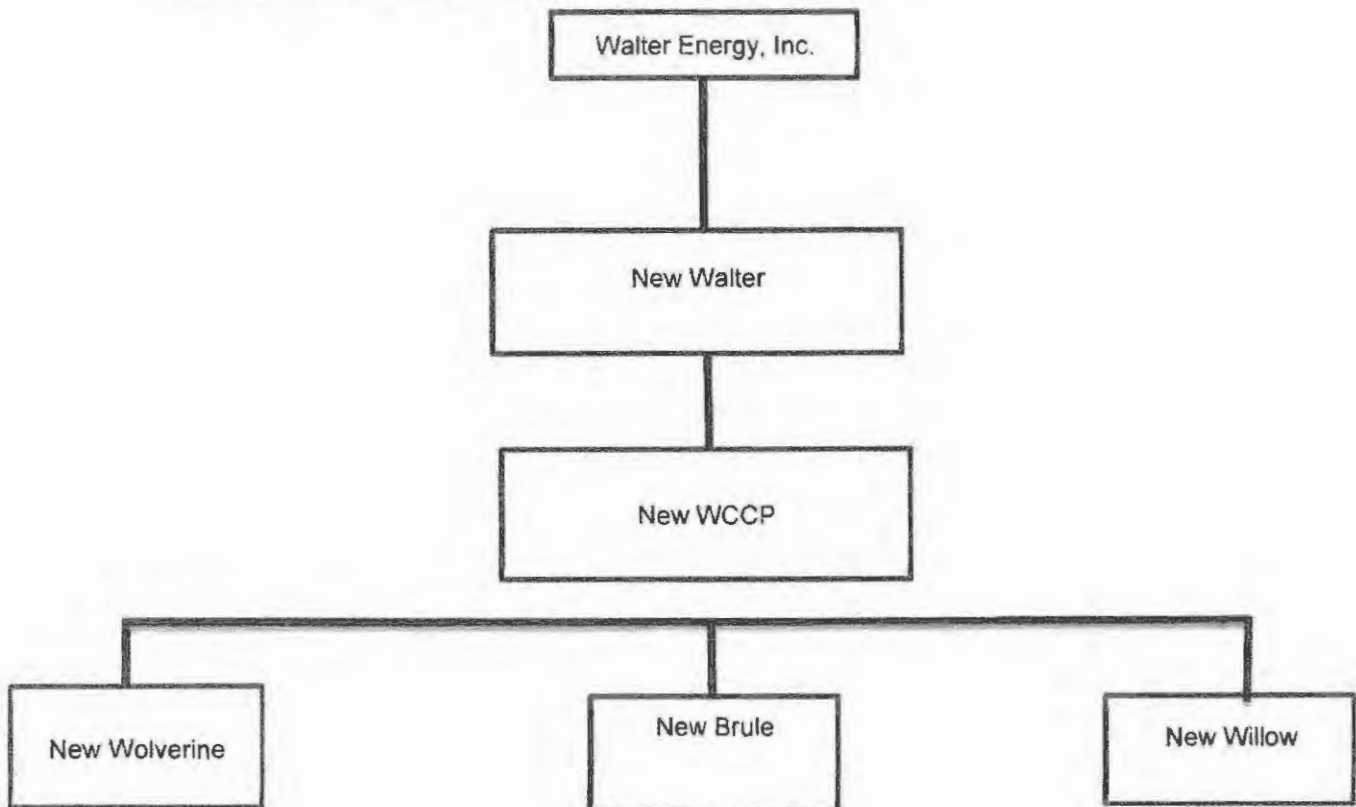 Walter Energy, Inc.
New Walter
New WCCP
New Wolverine
New Brule
New Willow